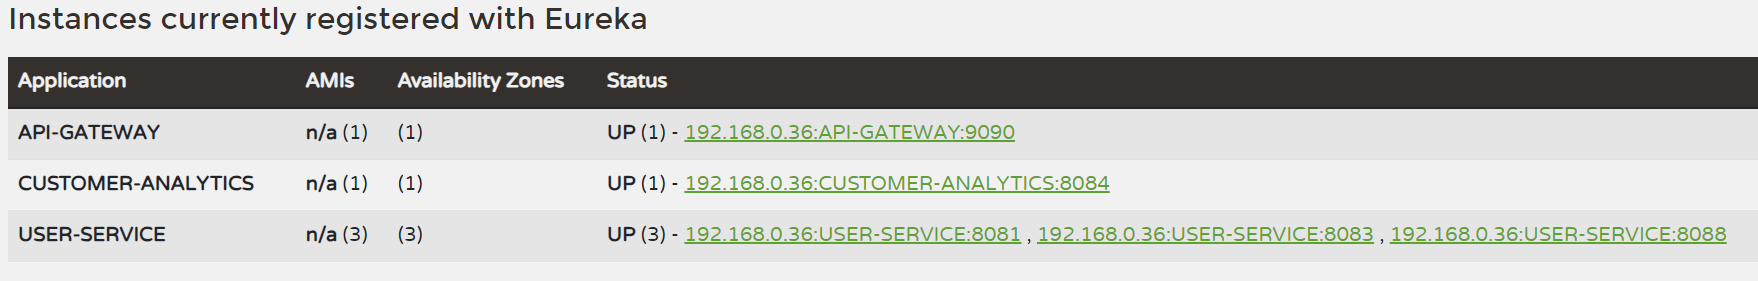 Instances currently registered with Eureka
Application AMIs Availability Zones Status
API-GATEWAY n/a (1) (1) UP (1) - 192.168.0.36:API-GATEWAY:9090
CUSTOMER-ANALYTICS n/a (1) (1) UP (1) - 192.168.0.36:CUSTOMER-ANALYTICS:8084
USER-SERVICE n/a (3) (3) UP (3) - 192.168.0.36:USER-SERVICE:8081 , 192.168.0.36:USER-SERVICE:8083 , 192.168.0.36:USER-SERVICE:8088